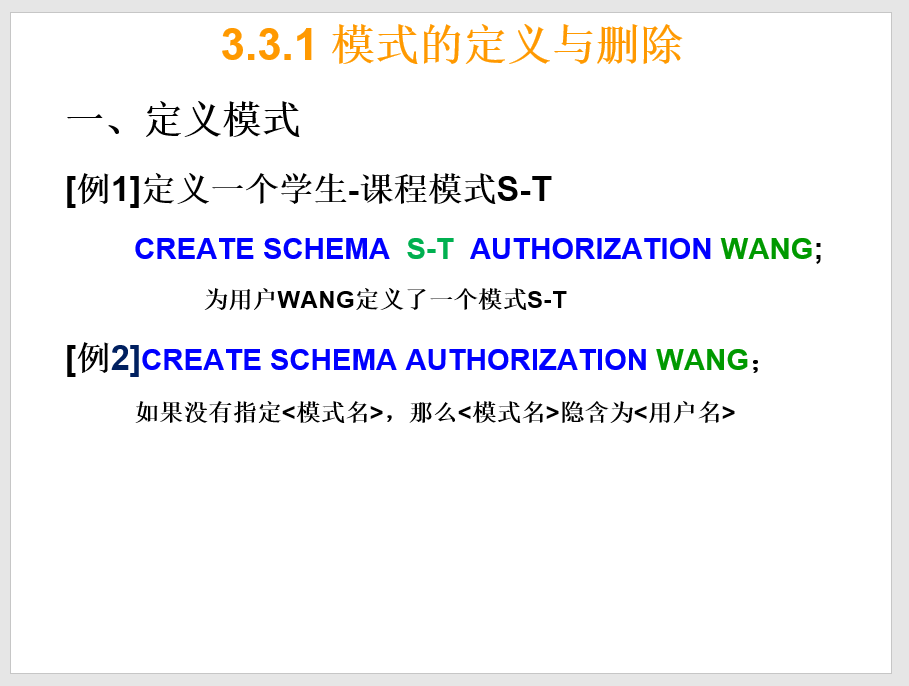 3.3.1 模式的定义与删除
一、定义模式
[例1]定义一个学生-课程模式S-T
CREATE SCHEMA S-T AUTHORIZATION WANG;
为用户WANG定义了一个模式S-T
[例2]CREATE SCHEMA AUTHORIZATION WANG；
如果没有指定<模式名>，那么<模式名>隐含为<用户名>